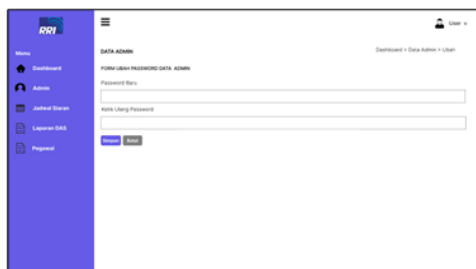 RRI
User
Menu
DATA ADMIN
Dashboard > Data Admin > Ubah
Dashboard
FORM UBAH PASSWORD DATA ADMIN
Admin
Password Baru
Jadwal Siaran
Ketik Ulang Password
Laporan DAS
Simpan Batal
Pegawai